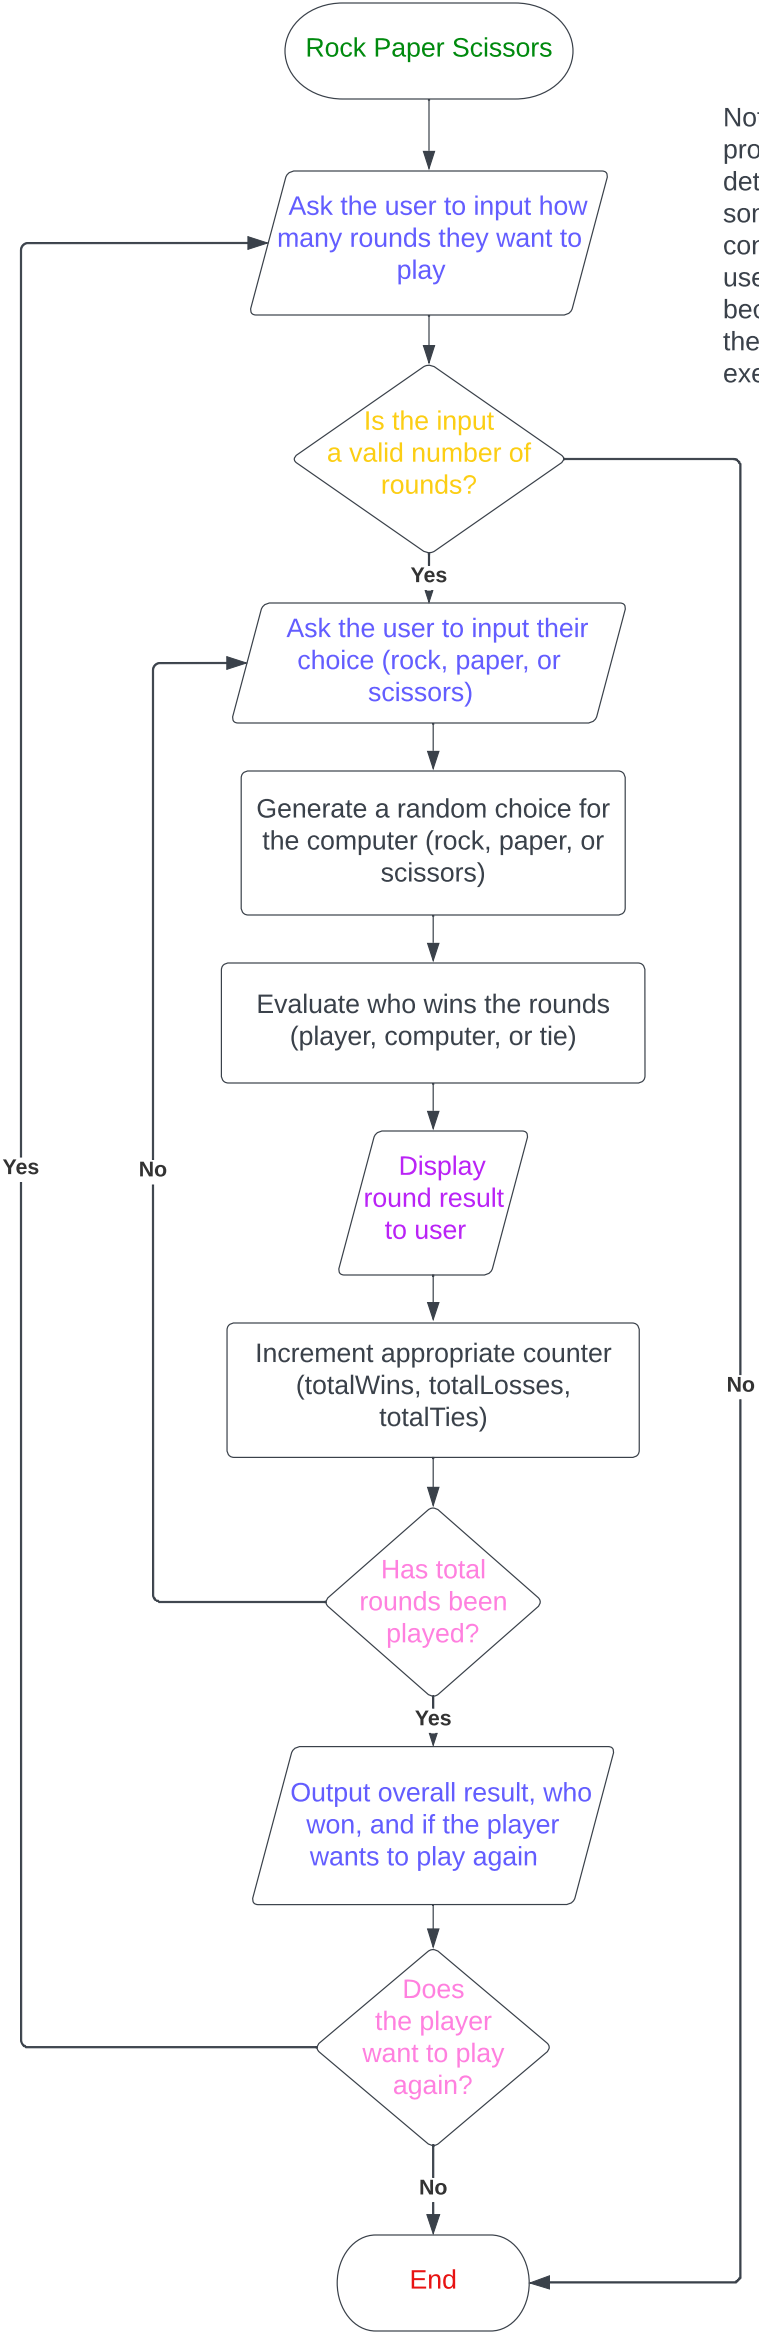 Rock Paper Scissors
Ask the user to input how
many rounds they want to
play
Is the input
a valid number of
rounds?
Yes
Ask the user to input their
choice (rock, paper, or
scissors)
Generate a random choice for
the computer (rock, paper, or
scissors)
Evaluate who wins the rounds
(player, computer, or tie)
Display
round result
to user
Increment appropriate counter
(totalWins, totalLosses,
totalTies)
Has total
rounds been
played?
No
Yes
Output overall result, who
won, and if the player
wants to play again
Does
the player
want to play
again?
Yes
No
No
End
the